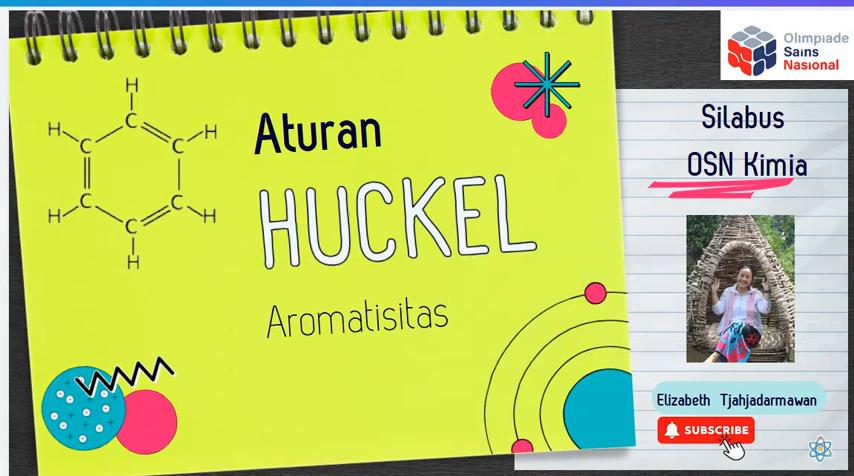 Aturan
HUCKEL
Aromatisitas
H
H
C
H
C
C
C
C
H
C
H
H
Olimpiade
Sains
Nasional
Silabus
OSN Kimia
Elizabeth Tjahjadarmawan
SUBSCRIBE